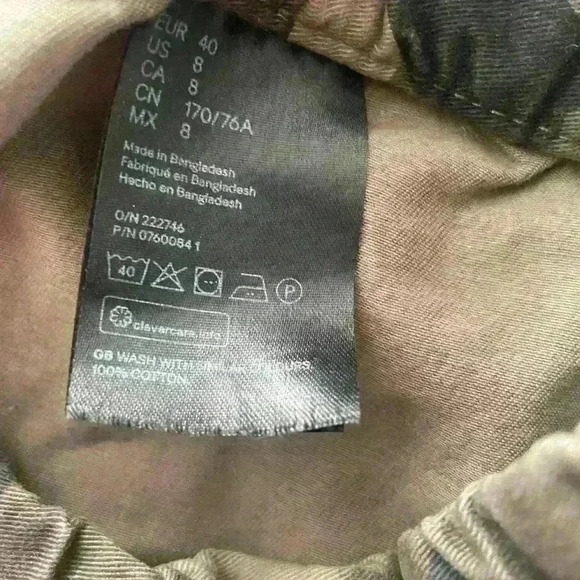 EUR 40
US 8
CA 8
CN 170/76A
MX 8
Made in Bangladesh
Fabriqué en Bangladesh
Hecho en Bangladesh
O/N 222746
P/N 0760084 1
40 P
clevercare.info
GB WASH WITH SIMILAR COLOURS.
100% COTTON.